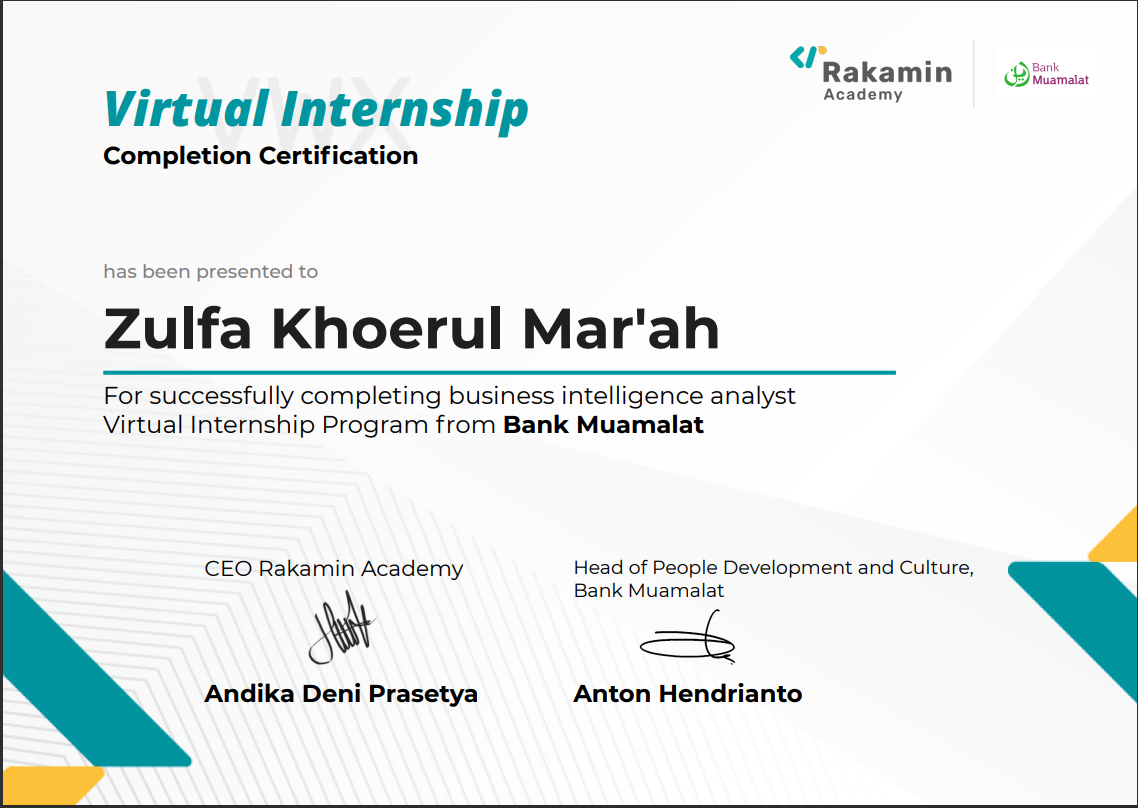 Rakamin
Academy
Bank
Muamalat
VWX
Virtual Internship
Completion Certification
has been presented to
Zulfa Khoerul Mar'ah
For successfully completing business intelligence analyst
Virtual Internship Program from Bank Muamalat
CEO Rakamin Academy
Andika Deni Prasetya
Head of People Development and Culture,
Bank Muamalat
Anton Hendrianto